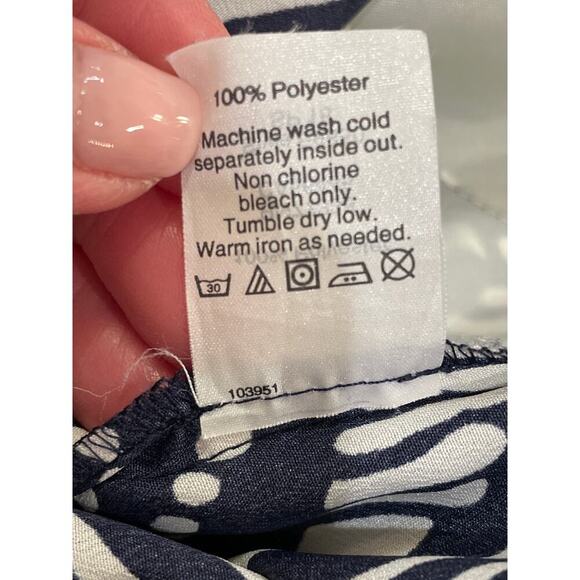 100% Polyester
Machine wash cold
separately inside out.
Non chlorine
bleach only.
Tumble dry low.
Warm iron as needed.
30
103951